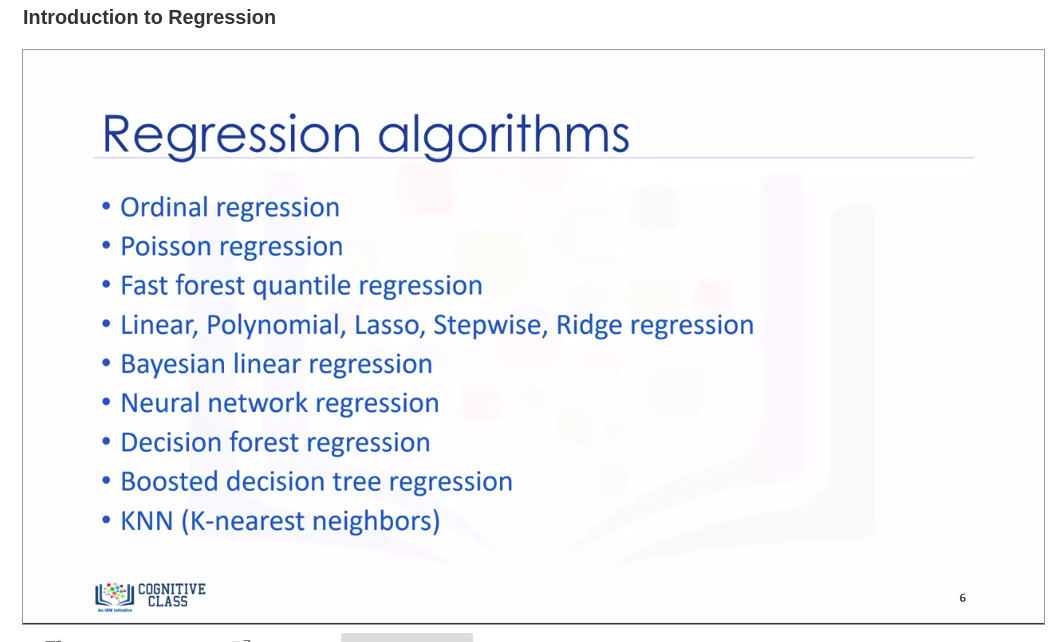 Introduction to Regression
Regression algorithms
• Ordinal regression
• Poisson regression
• Fast forest quantile regression
• Linear, Polynomial, Lasso, Stepwise, Ridge regression
• Bayesian linear regression
• Neural network regression
• Decision forest regression
• Boosted decision tree regression
• KNN (K-nearest neighbors)
COGNITIVE
CLASS
An IBM Initiative
6